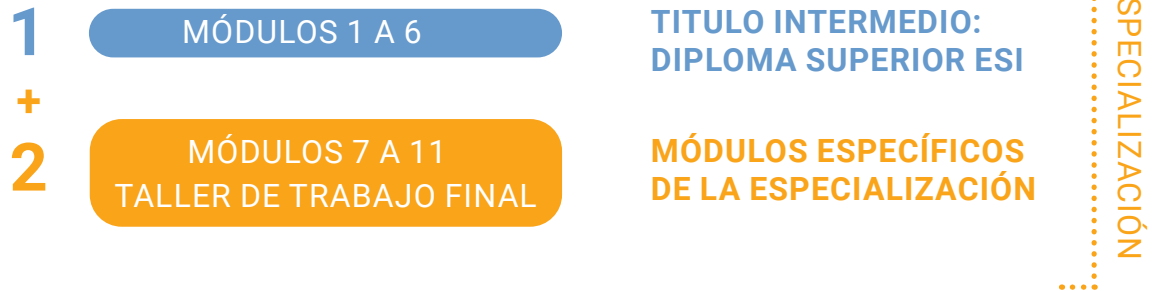 1
MÓDULOS 1 A 6
TITULO INTERMEDIO:
DIPLOMA SUPERIOR ESI
+
2
MÓDULOS 7 A 11
TALLER DE TRABAJO FINAL
MÓDULOS ESPECÍFICOS
DE LA ESPECIALIZACIÓN
SPECIALIZACIÓN